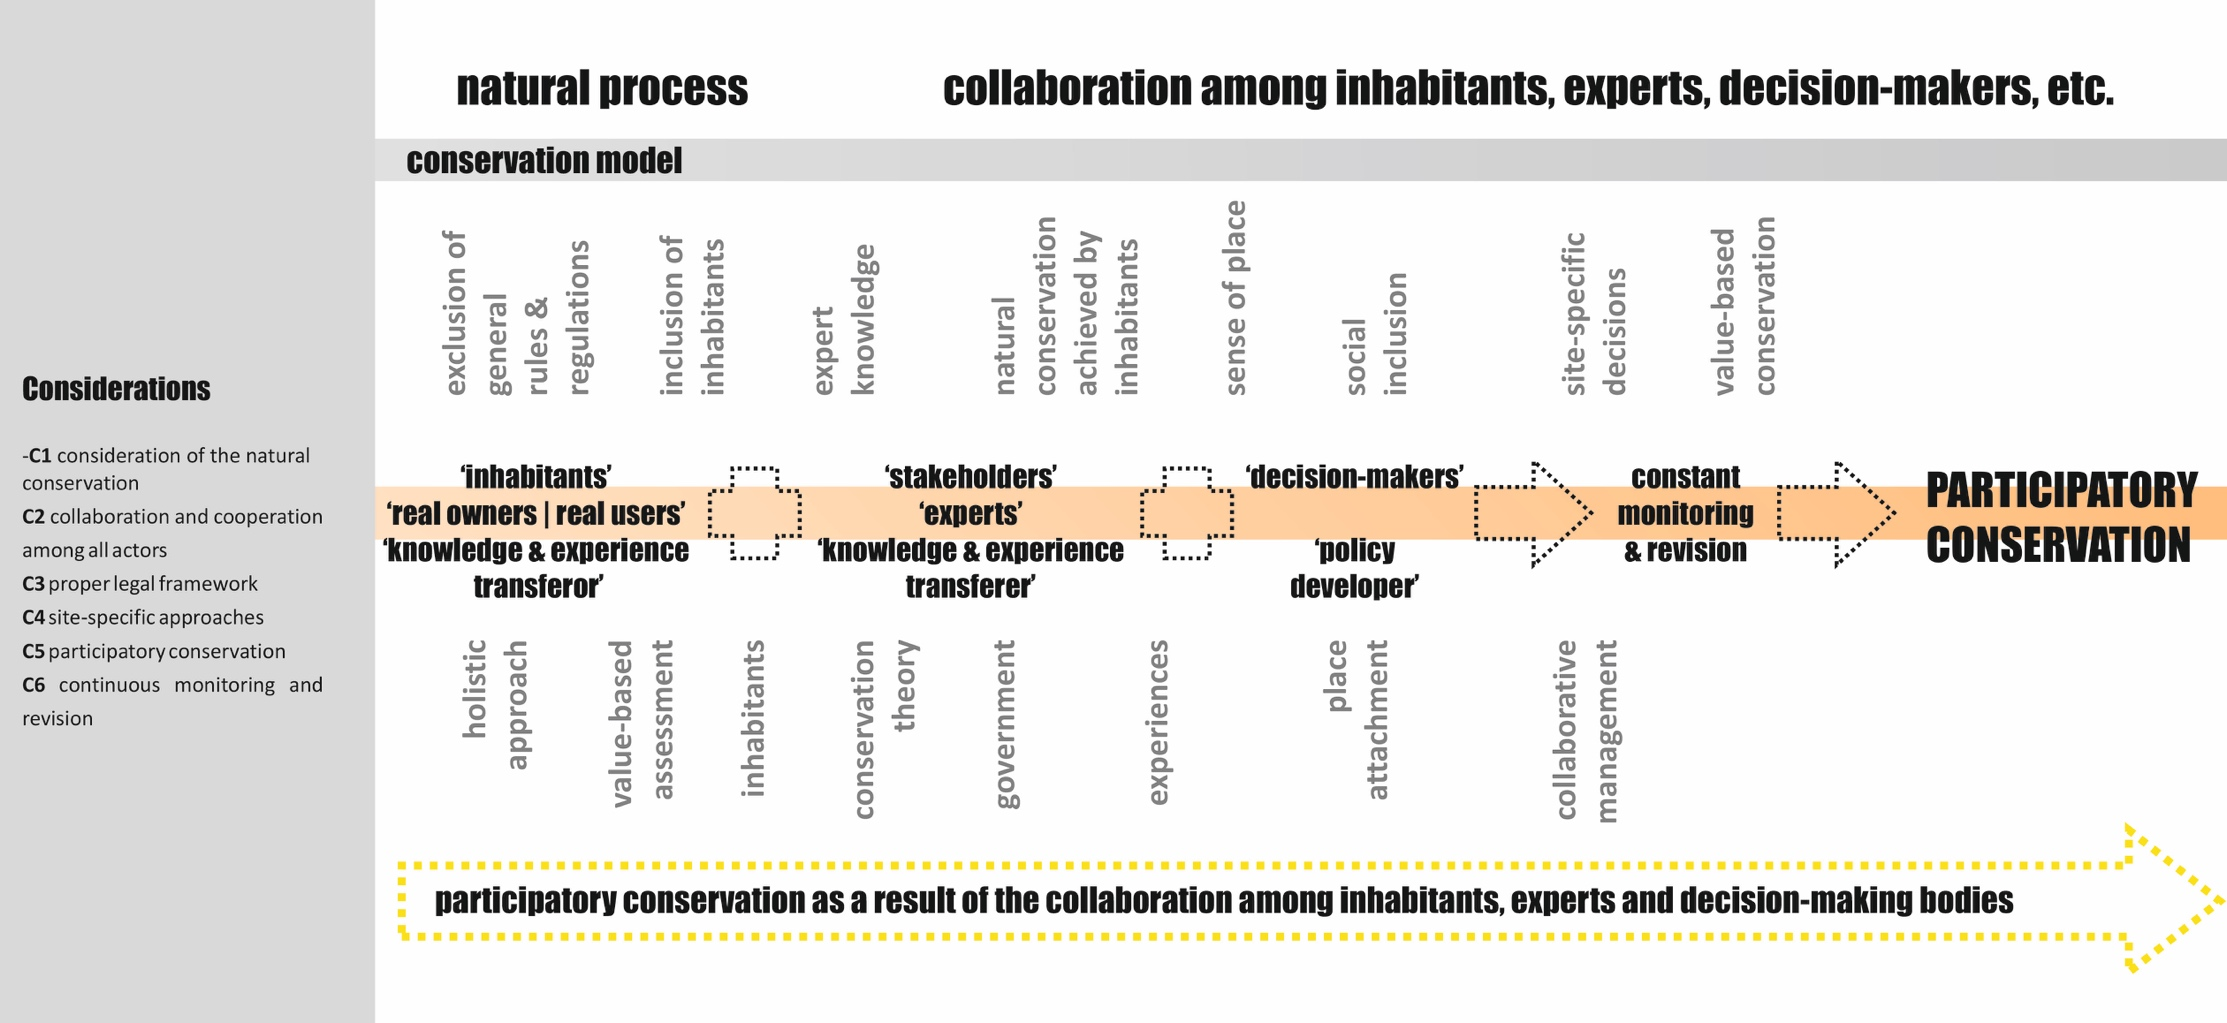 natural process
collaboration among inhabitants, experts, decision-makers, etc.
conservation model
exclusion of
general
rules &
regulations
inclusion of
inhabitants
expert
knowledge
natural
conservation
achieved by
inhabitants
sense of place
social
inclusion
site-specific
decisions
value-based
conservation
Considerations
-C1 consideration of the natural
conservation
C2 collaboration and cooperation
among all actors
C3 proper legal framework
C4 site-specific approaches
C5 participatory conservation
C6 continuous monitoring and
revision
‘inhabitants’
‘real owners | real users’
‘knowledge & experience
transferor’
‘stakeholders’
‘experts’
‘knowledge & experience
transferer’
‘decision-makers’
‘policy
developer’
constant
monitoring
& revision
PARTICIPATORY
CONSERVATION
holistic
approach
value-based
assessment
inhabitants
conservation
theory
government
experiences
place
attachment
collaborative
management
participatory conservation as a result of the collaboration among inhabitants, experts and decision-making bodies